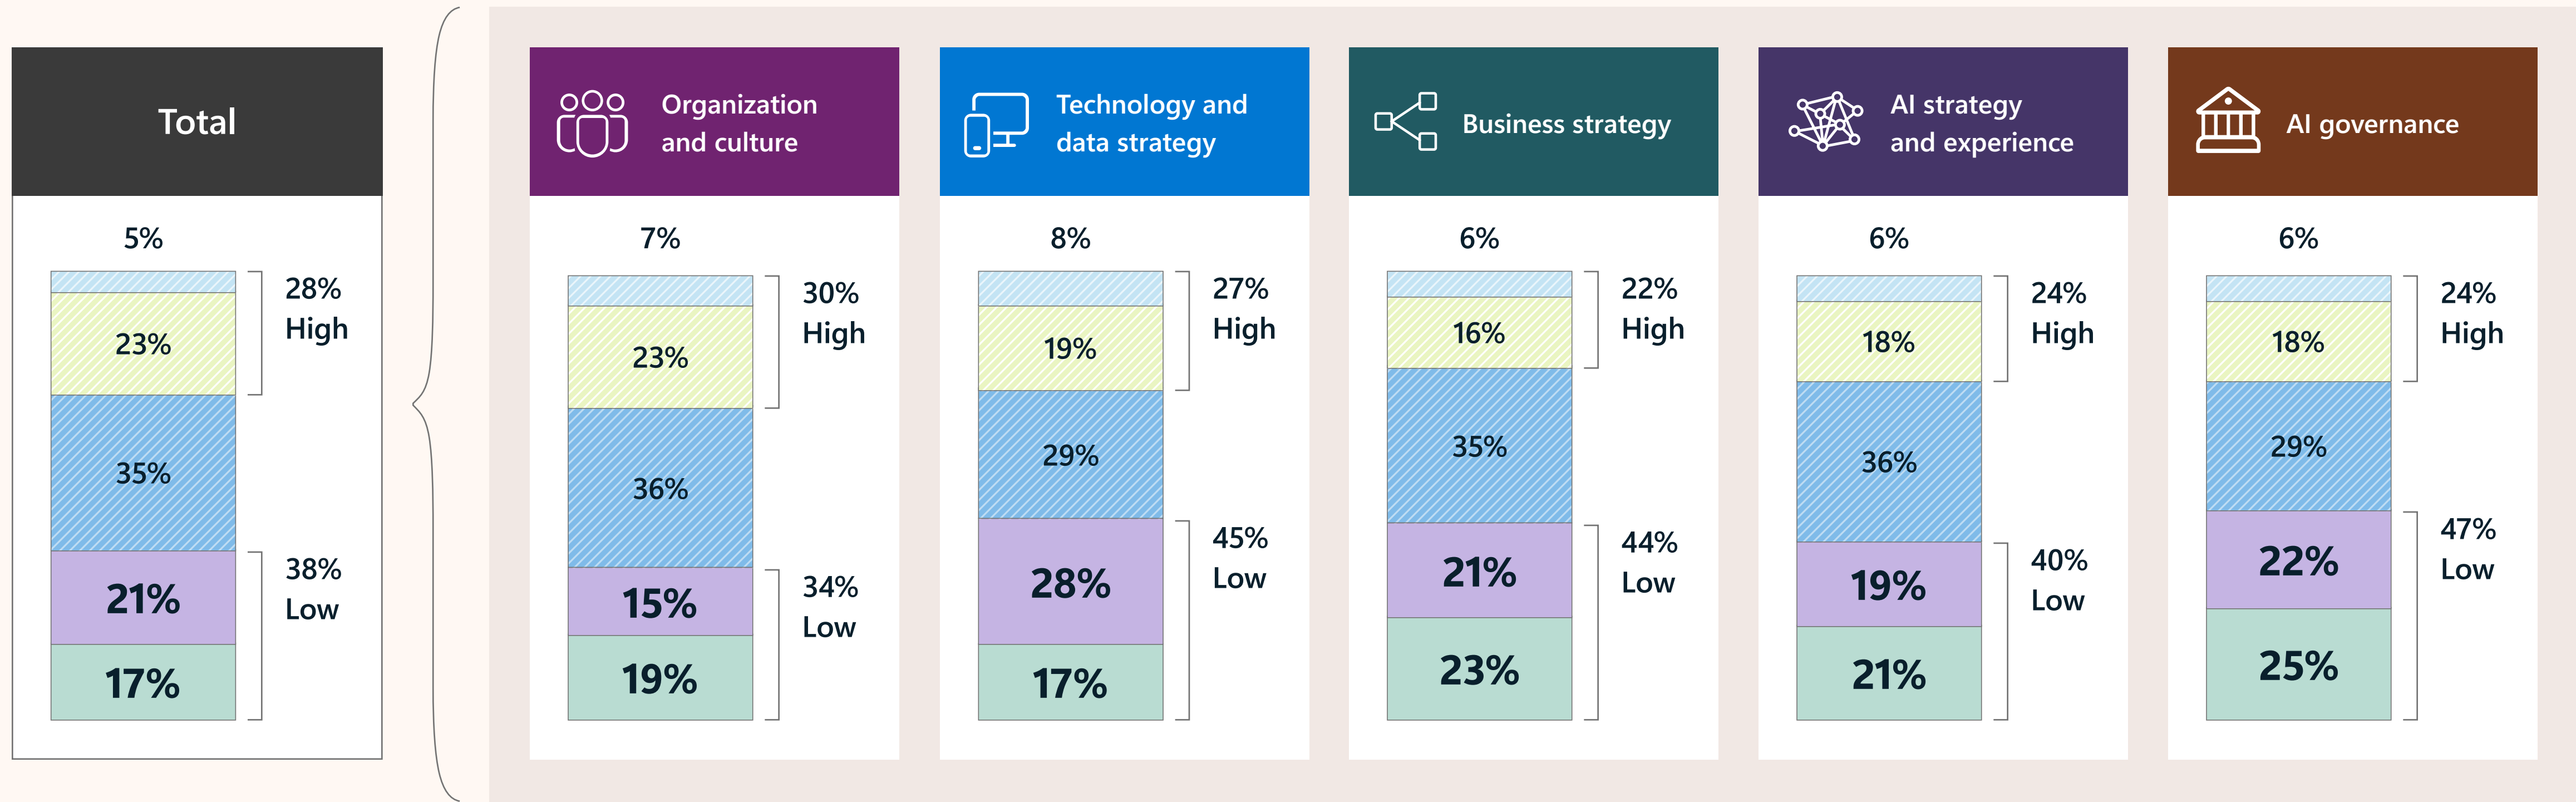 Total
5%
23%
35%
21%
17%
28%
High
38%
Low
Organization
and culture
7%
23%
36%
15%
19%
30%
High
34%
Low
Technology and
data strategy
8%
19%
29%
28%
17%
27%
High
45%
Low
Business strategy
6%
16%
35%
21%
23%
22%
High
44%
Low
AI strategy
and experience
6%
18%
36%
19%
21%
24%
High
40%
Low
AI governance
6%
18%
29%
22%
25%
24%
High
47%
Low